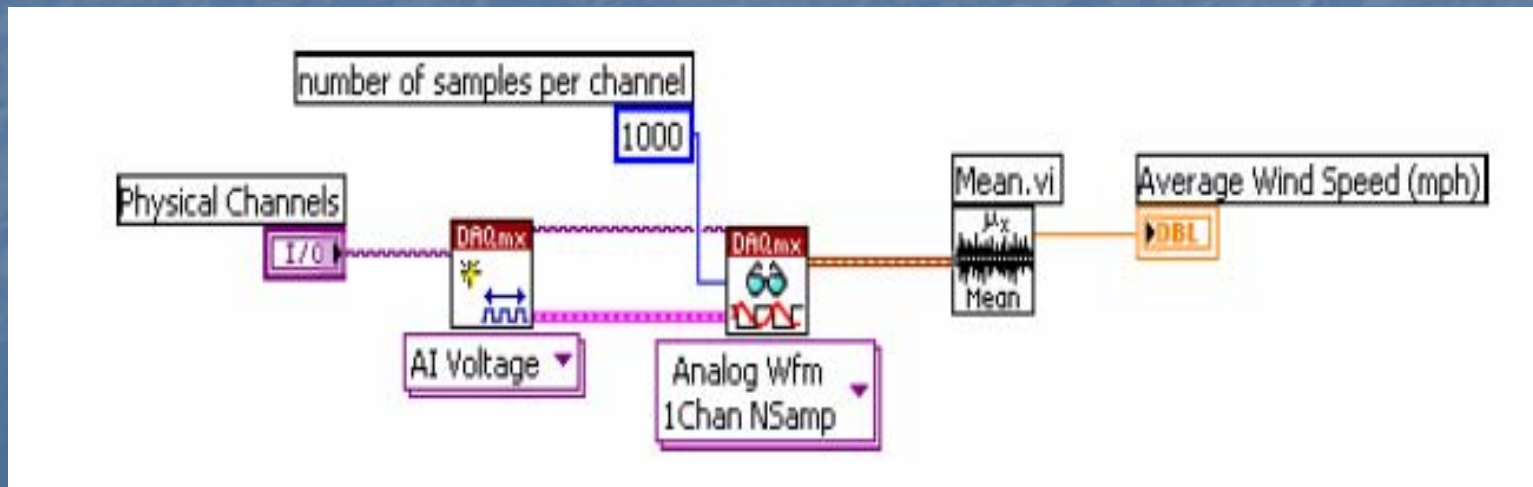 number of samples per channel
1000
Physical Channels
I/O
DAQmx
AI Voltage
DAQmx
Analog Wfm
1Chan NSamp
Mean.vi
μx
Mean
Average Wind Speed (mph)
DBL